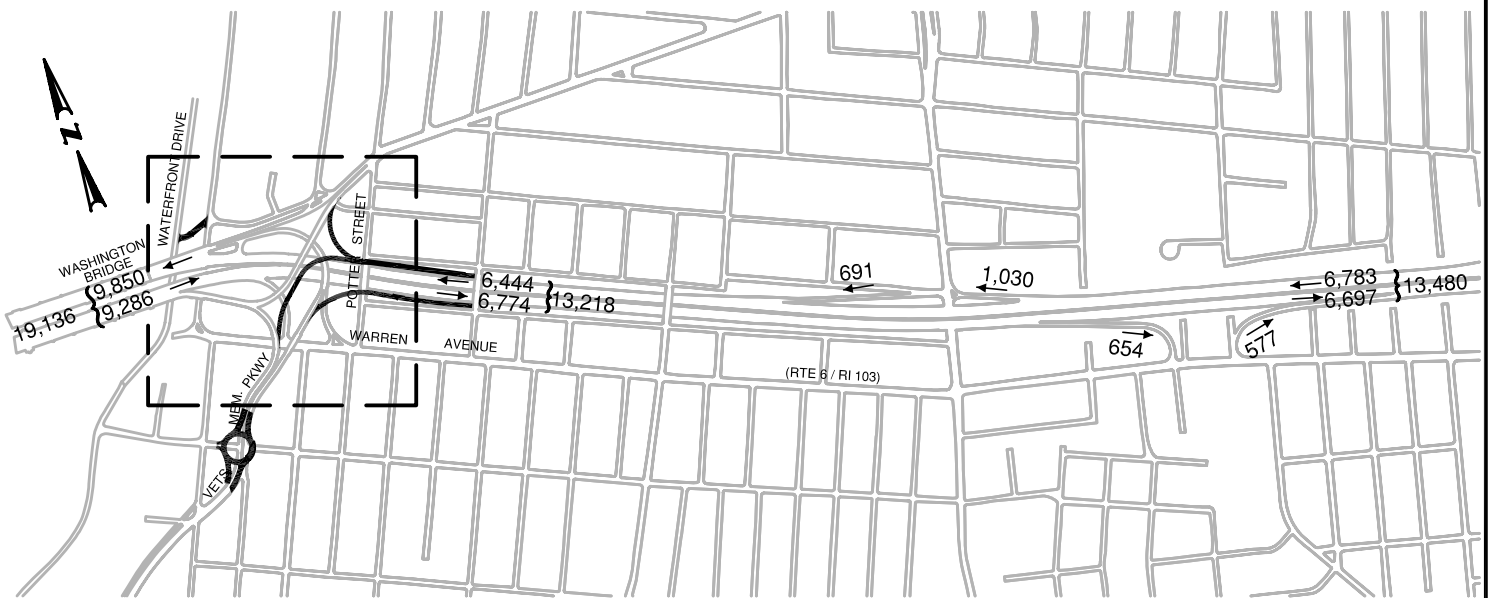 N
WATERFRONT DRIVE
WASHINGTON
BRIDGE
9,850
9,286
19,136
POTTER STREET
6,444
6,774
13,218
691
1,030
6,783
6,697
13,480
654
577
WARREN AVENUE
(RTE 6 / RI 103)
VETS MEM. PKWY